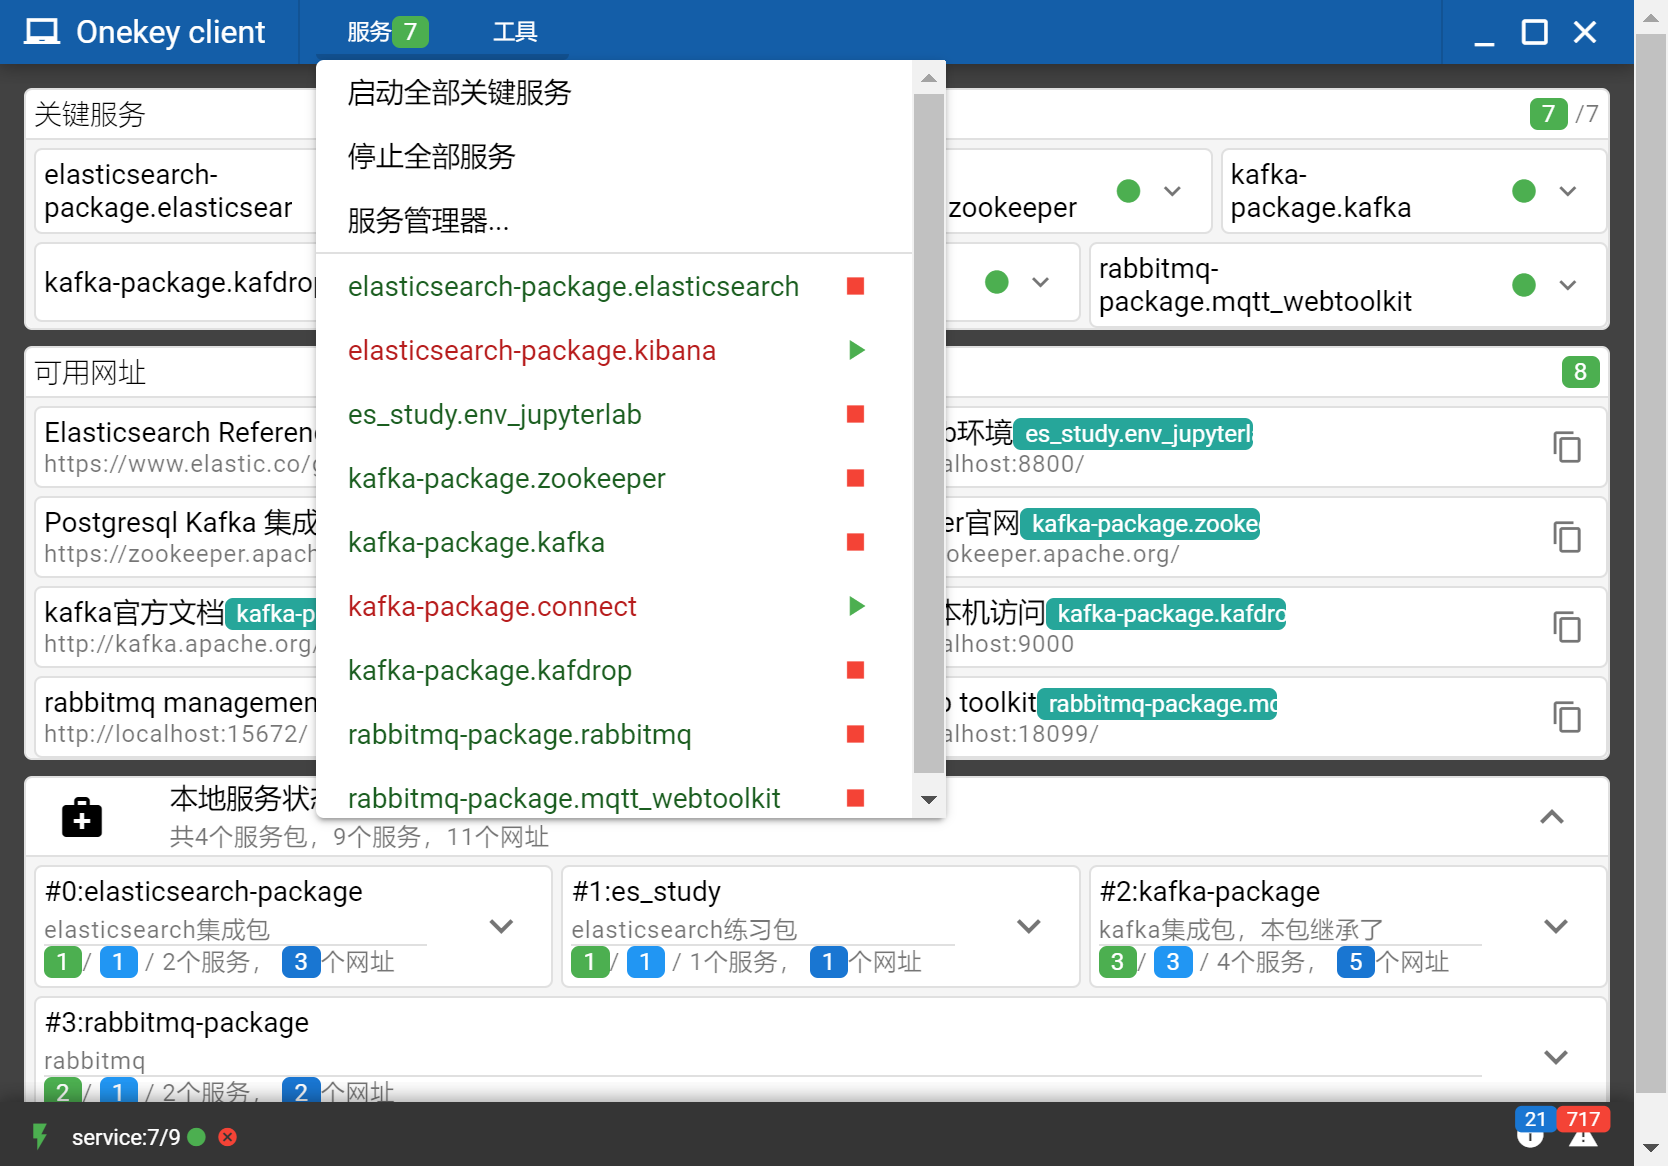 Onekey client
服务 7
工具
关键服务
7 /7
elasticsearch-
package.elasticsear
zookeeper
kafka-
package.kafka
kafka-package.kafdrop
rabbitmq-
package.mqtt_webtoolkit
启动全部关键服务
停止全部服务
服务管理器...
elasticsearch-package.elasticsearch
elasticsearch-package.kibana
es_study.env_jupyterlab
kafka-package.zookeeper
kafka-package.kafka
kafka-package.connect
kafka-package.kafdrop
rabbitmq-package.rabbitmq
rabbitmq-package.mqtt_webtoolkit
可用网址
8
Elasticsearch Referen
https://www.elastic.co/
环境 es_study.env_jupyterl
alhost:8800/
Postgresql Kafka 集成
https://zookeeper.apach
er官网 kafka-package.zooke
okeeper.apache.org/
kafka官方文档 kafka-p
http://kafka.apache.org/
本机访问 kafka-package.kafdro
alhost:9000
rabbitmq managemen
http://localhost:15672/
toolkit rabbitmq-package.mq
alhost:18099/
本地服务状态
共4个服务包，9个服务，11个网址
#0:elasticsearch-package
elasticsearch集成包
1 / 1 / 2个服务， 3 个网址
#1:es_study
elasticsearch练习包
1 / 1 / 1个服务， 1 个网址
#2:kafka-package
kafka集成包，本包继承了
3 / 3 / 4个服务， 5 个网址
#3:rabbitmq-package
rabbitmq
2 / 1 / 2个服务， 2 个网址
service:7/9
21
717